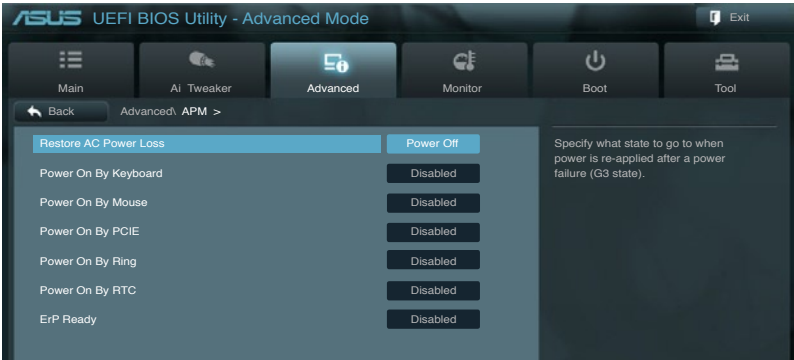 ASUS UEFI BIOS Utility - Advanced Mode
Exit
Main
Ai Tweaker
Advanced
Monitor
Boot
Tool
Back
Advanced\ APM >
Restore AC Power Loss Power Off
Power On By Keyboard Disabled
Power On By Mouse Disabled
Power On By PCIE Disabled
Power On By Ring Disabled
Power On By RTC Disabled
ErP Ready Disabled
Specify what state to go to when
power is re-applied after a power
failure (G3 state).